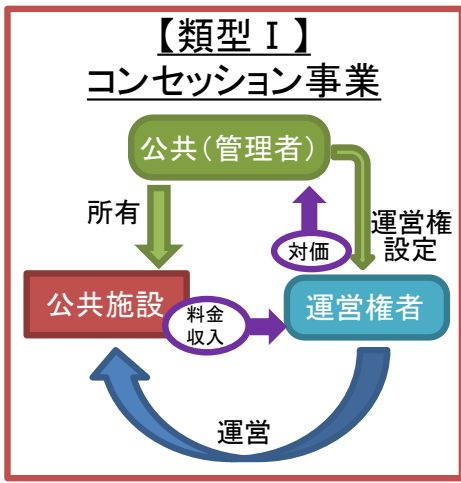 【類型Ⅰ】
コンセッション事業
公共(管理者)
所有
対価
運営権
設定
公共施設
料金
収入
運営権者
運営